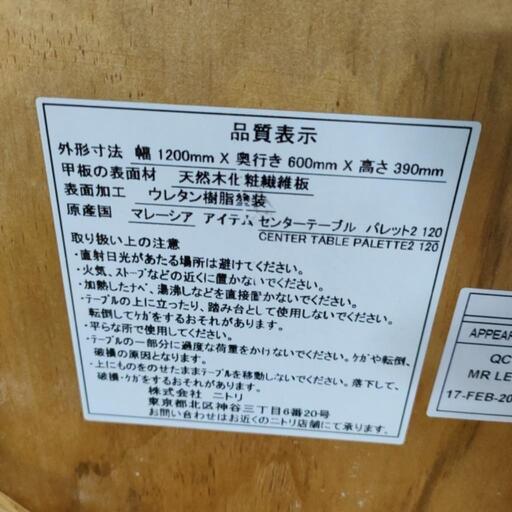 品質表示
外形寸法 幅 1200mm X 奥行き 600mm X 高さ 390mm
甲板の表面材 天然木化粧繊維板
表面加工 ウレタン樹脂塗装
原産国 マレーシア アイテム センターテーブル パレット2 120
CENTER TABLE PALETTE2 120
取り扱い上の注意
・直射日光があたる場所は避けてください。
・火気、ストーブなどの近くに置かないでください。
・加熱したナベ、湯沸しなどを直接置かないでください。
・テーブルの上に立ったり、踏み台として使用しないでください。
転倒してケガをするおそれがあります。
・平らな所で使用してください。
・テーブルの一部分に過度な荷重をかけないでください。ケガや転倒、
破損の原因となります。
・上にものをのせたままテーブルを移動しないでください。落下して、
破損・ケガをするおそれがあります。
株式会社 ニトリ
東京都北区神谷三丁目6番20号
お問い合わせはお近くのニトリ店舗にて承ります。
APPEAR
QC
MR LE
17-FEB-20